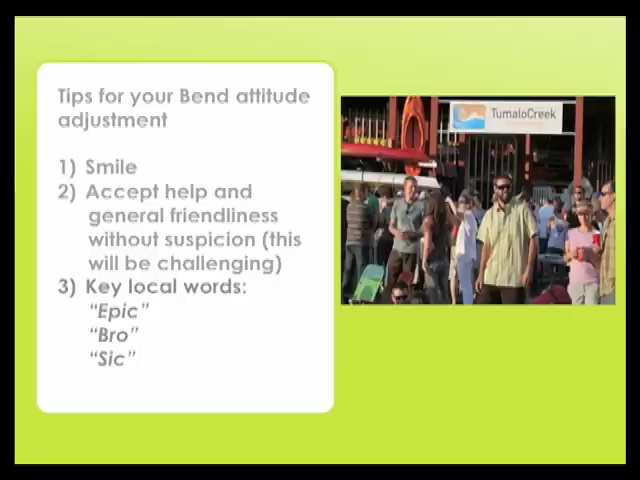 Tips for your Bend attitude
adjustment
1) Smile
2) Accept help and
general friendliness
without suspicion (this
will be challenging)
3) Key local words:
“Epic”
“Bro”
“Sic”
TumaloCreek